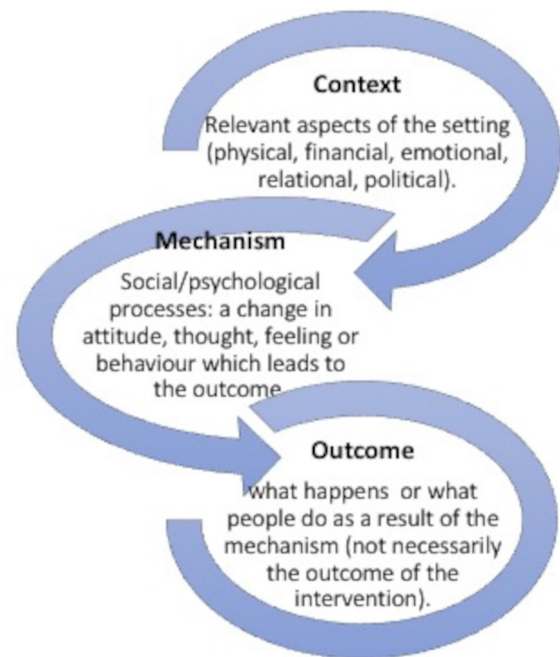 Context
Relevant aspects of the setting
(physical, financial, emotional,
relational, political).
Mechanism
Social/psychological
processes: a change in
attitude, thought, feeling or
behaviour which leads to
the outcome
Outcome
what happens or what
people do as a result of the
mechanism (not necessarily
the outcome of the
intervention).